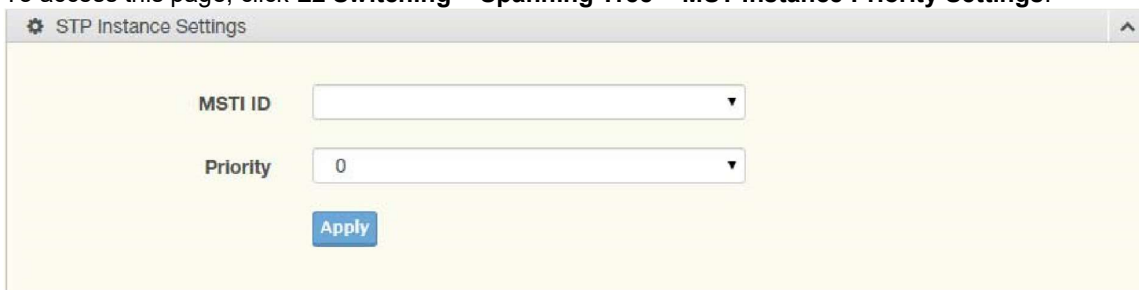 To access this page, click L2 Switching > Spanning Tree > MST Instance Priority Settings.
STP Instance Settings
MSTI ID
Priority 0
Apply